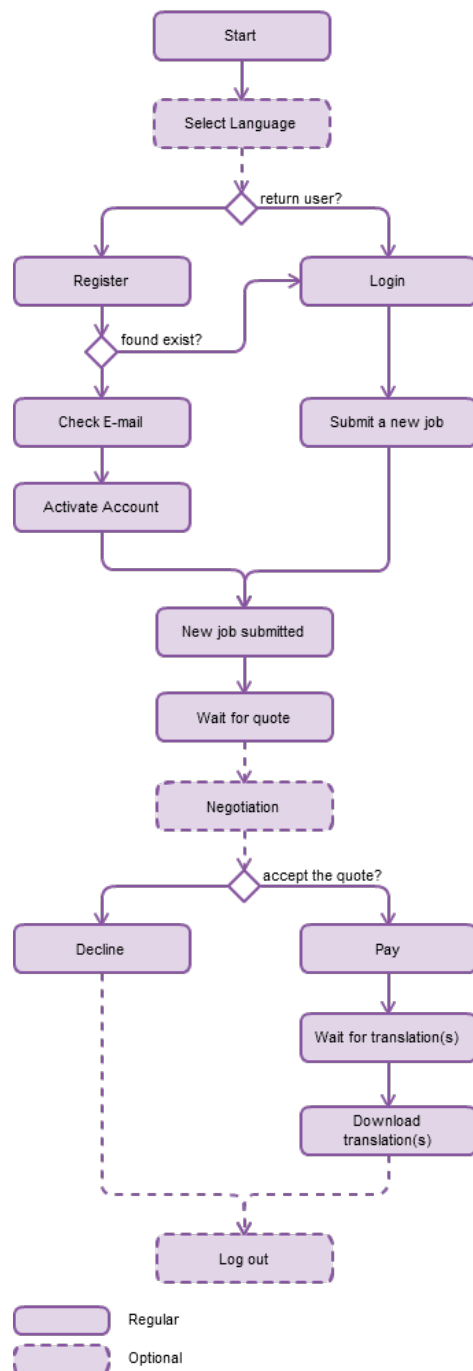 Start
Select Language
return user?
Register
Login
found exist?
Check E-mail
Submit a new job
Activate Account
New job submitted
Wait for quote
Negotiation
accept the quote?
Decline
Pay
Wait for translation(s)
Download
translation(s)
Log out
Regular
Optional